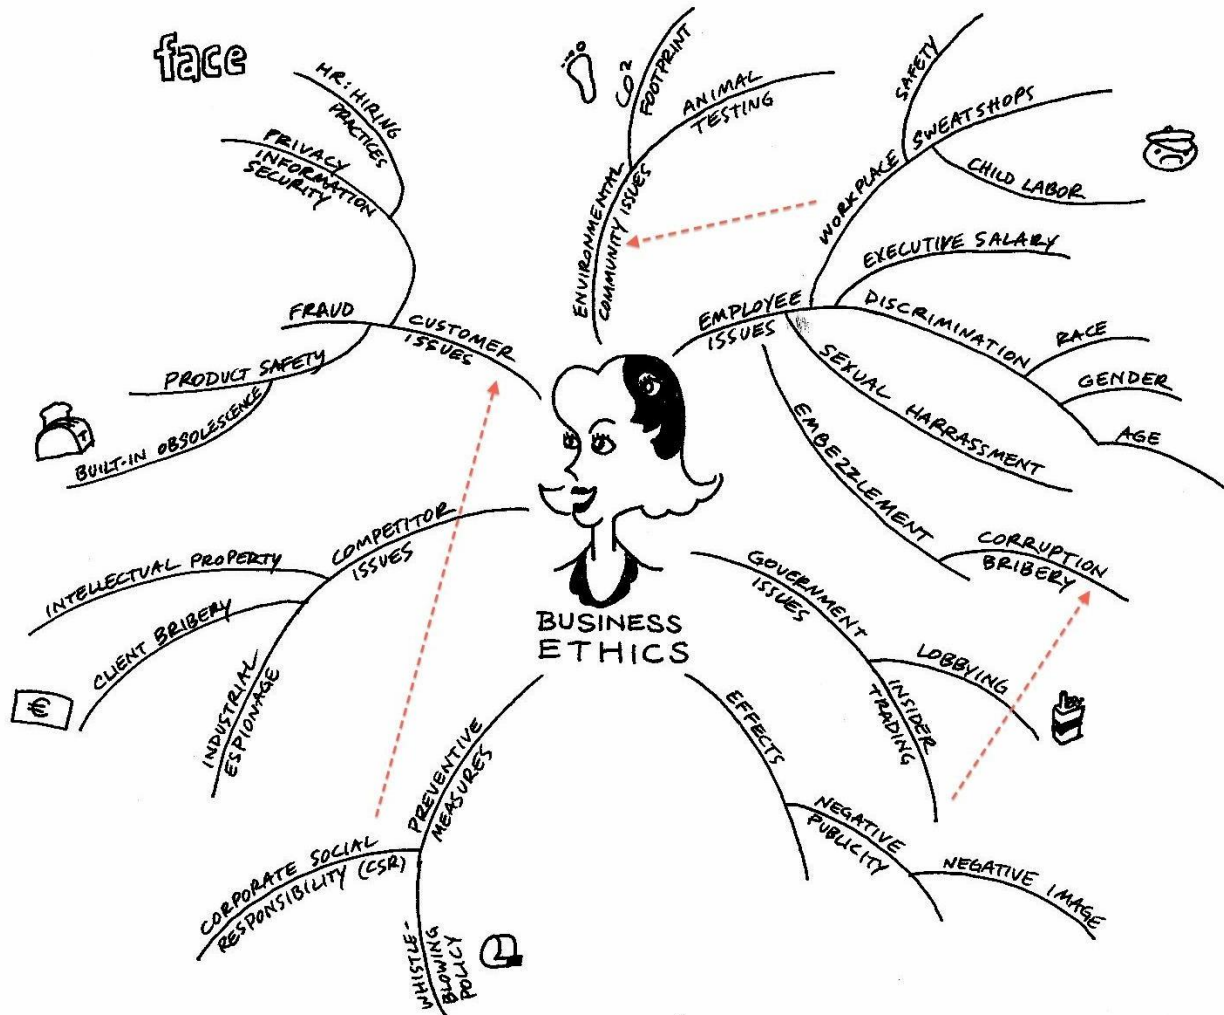 face
HR: HIRING
PRACTICES
PRIVACY
INFORMATION
SECURITY
FRAUD
CUSTOMER
ISSUES
PRODUCT SAFETY
BUILT-IN OBSOLESCENCE
T
CO2
FOOTPRINT
ANIMAL
TESTING
ENVIRONMENTAL
COMMUNITY ISSUES
SAFETY
SWEATSHOPS
WORKPLACE
CHILD LABOR
EXECUTIVE SALARY
EMPLOYEE
ISSUES
DISCRIMINATION
RACE
GENDER
AGE
SEXUAL HARRASSMENT
EMBEZZLEMENT
CORRUPTION
BRIBERY
COMPETITOR
ISSUES
INTELLECTUAL PROPERTY
CLIENT BRIBERY
€
INDUSTRIAL
ESPIONAGE
BUSINESS
ETHICS
GOVERNMENT
ISSUES
LOBBYING
INSIDER
TRADING
PREVENTIVE
MEASURES
CORPORATE SOCIAL
RESPONSIBILITY (CSR)
WHISTLE-
BLOWING
POLICY
EFFECTS
NEGATIVE
PUBLICITY
NEGATIVE IMAGE